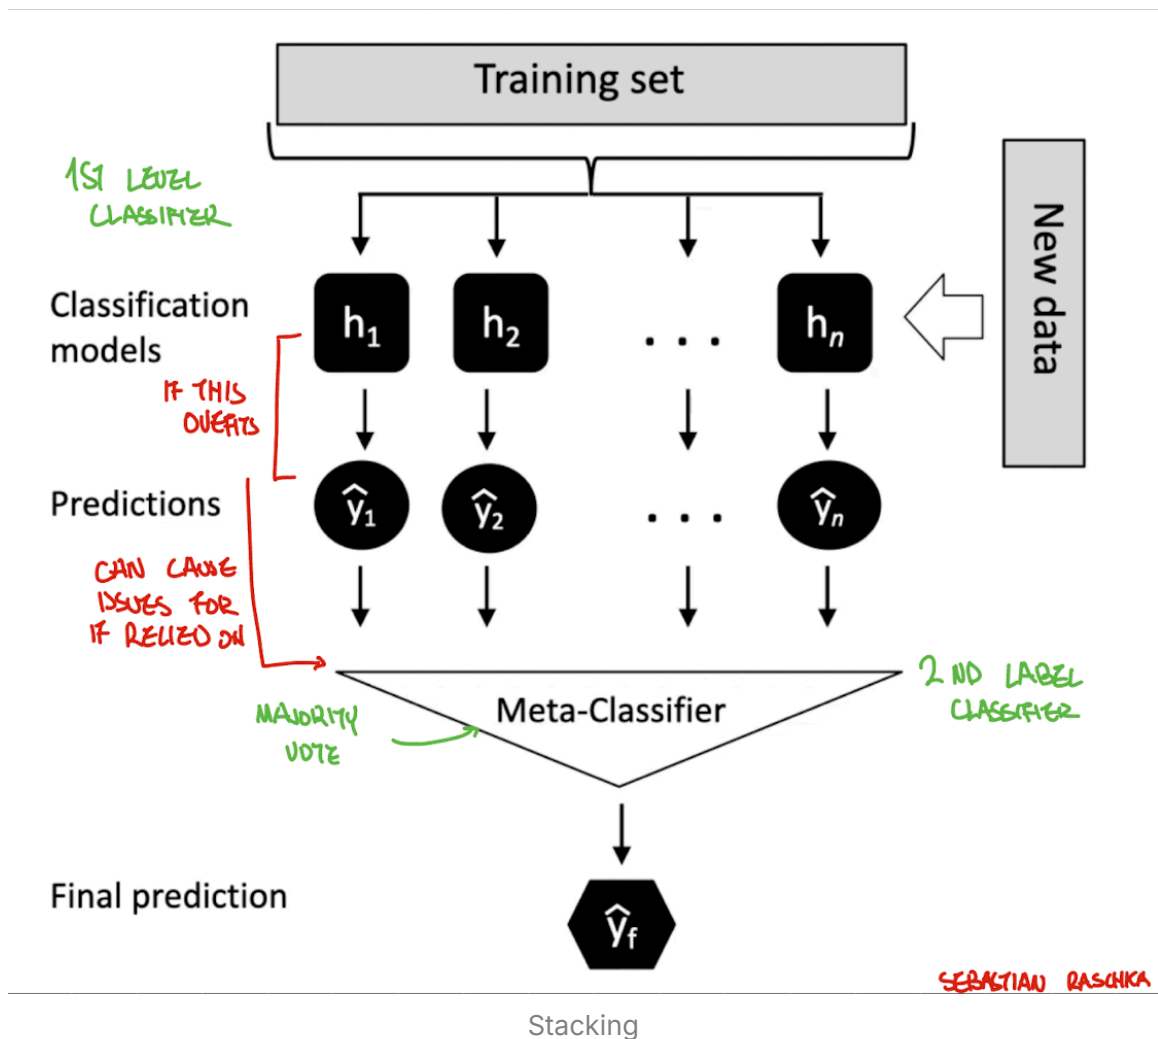 Training set
1ST LEVEL
CLASSIFIER
New data
Classification
models
h1
h2
. . .
hn
IF THIS
OVEFITS
Predictions
ŷ1
ŷ2
. . .
ŷn
CAN CAUSE
ISSUES FOR
IF RELIED ON
2ND LABEL
CLASSIFIER
Meta-Classifier
MAJORITY
VOTE
Final prediction
ŷf
SEBASTIAN RASCHKA
Stacking